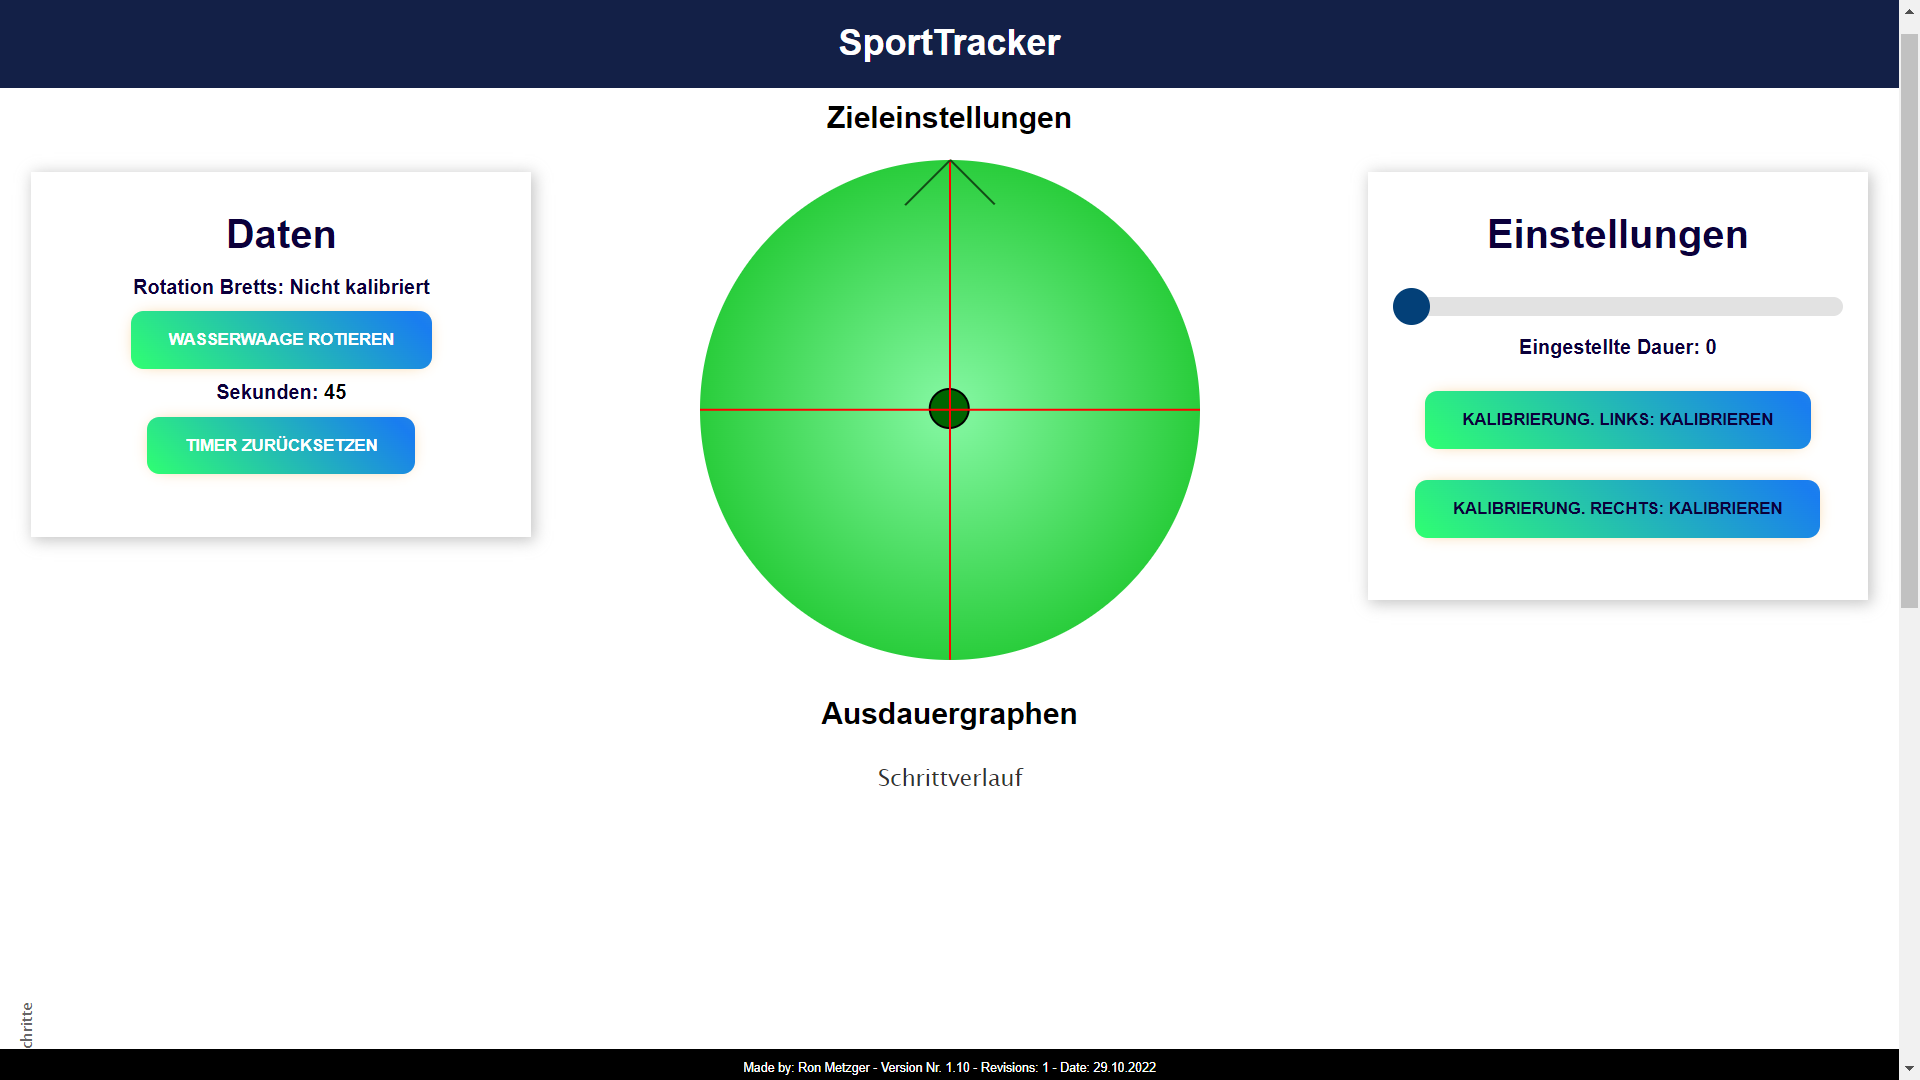 SportTracker
Zieleinstellungen
Daten
Rotation Bretts: Nicht kalibriert
WASSERWAAGE ROTIEREN
Sekunden: 45
TIMER ZURÜCKSETZEN
Einstellungen
Eingestellte Dauer: 0
KALIBRIERUNG. LINKS: KALIBRIEREN
KALIBRIERUNG. RECHTS: KALIBRIEREN
Ausdauergraphen
Schrittverlauf
chritte
Made by: Ron Metzger - Version Nr. 1.10 - Revisions: 1 - Date: 29.10.2022